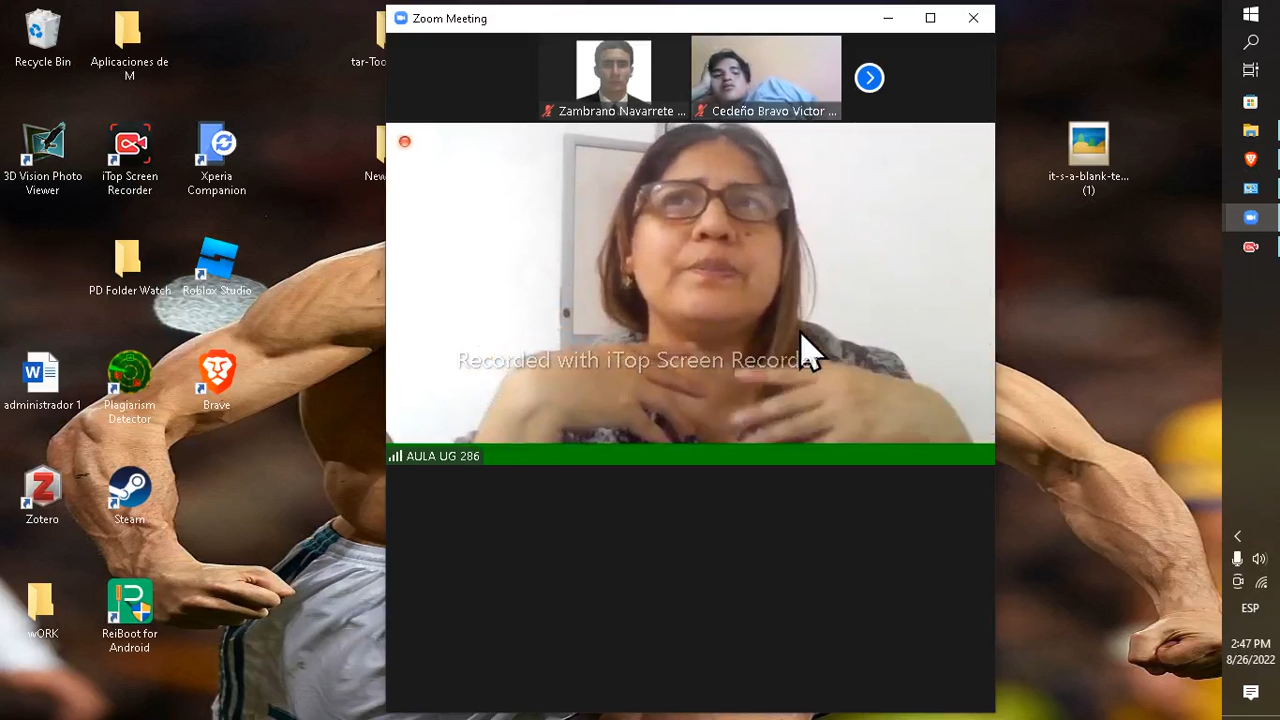 Zoom Meeting
Recycle Bin
Aplicaciones de
M
tar-Too...
Zambrano Navarrete ...
Cedeño Bravo Victor ...
3D Vision Photo
Viewer
iTop Screen
Recorder
Xperia
Companion
New
it-s-a-blank-te...
(1)
PD Folder Watch
Roblox Studio
Recorded with iTop Screen Recorder
W
administrador 1
Plagiarism
Detector
Brave
AULA UG 286
Z
Zotero
Steam
wORK
ReiBoot for
Android
ESP
2:47 PM
8/26/2022